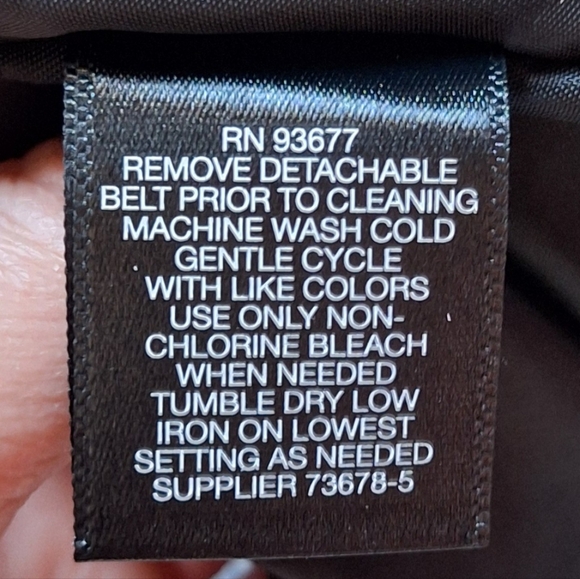 RN 93677
REMOVE DETACHABLE
BELT PRIOR TO CLEANING
MACHINE WASH COLD
GENTLE CYCLE
WITH LIKE COLORS
USE ONLY NON-
CHLORINE BLEACH
WHEN NEEDED
TUMBLE DRY LOW
IRON ON LOWEST
SETTING AS NEEDED
SUPPLIER 73678-5